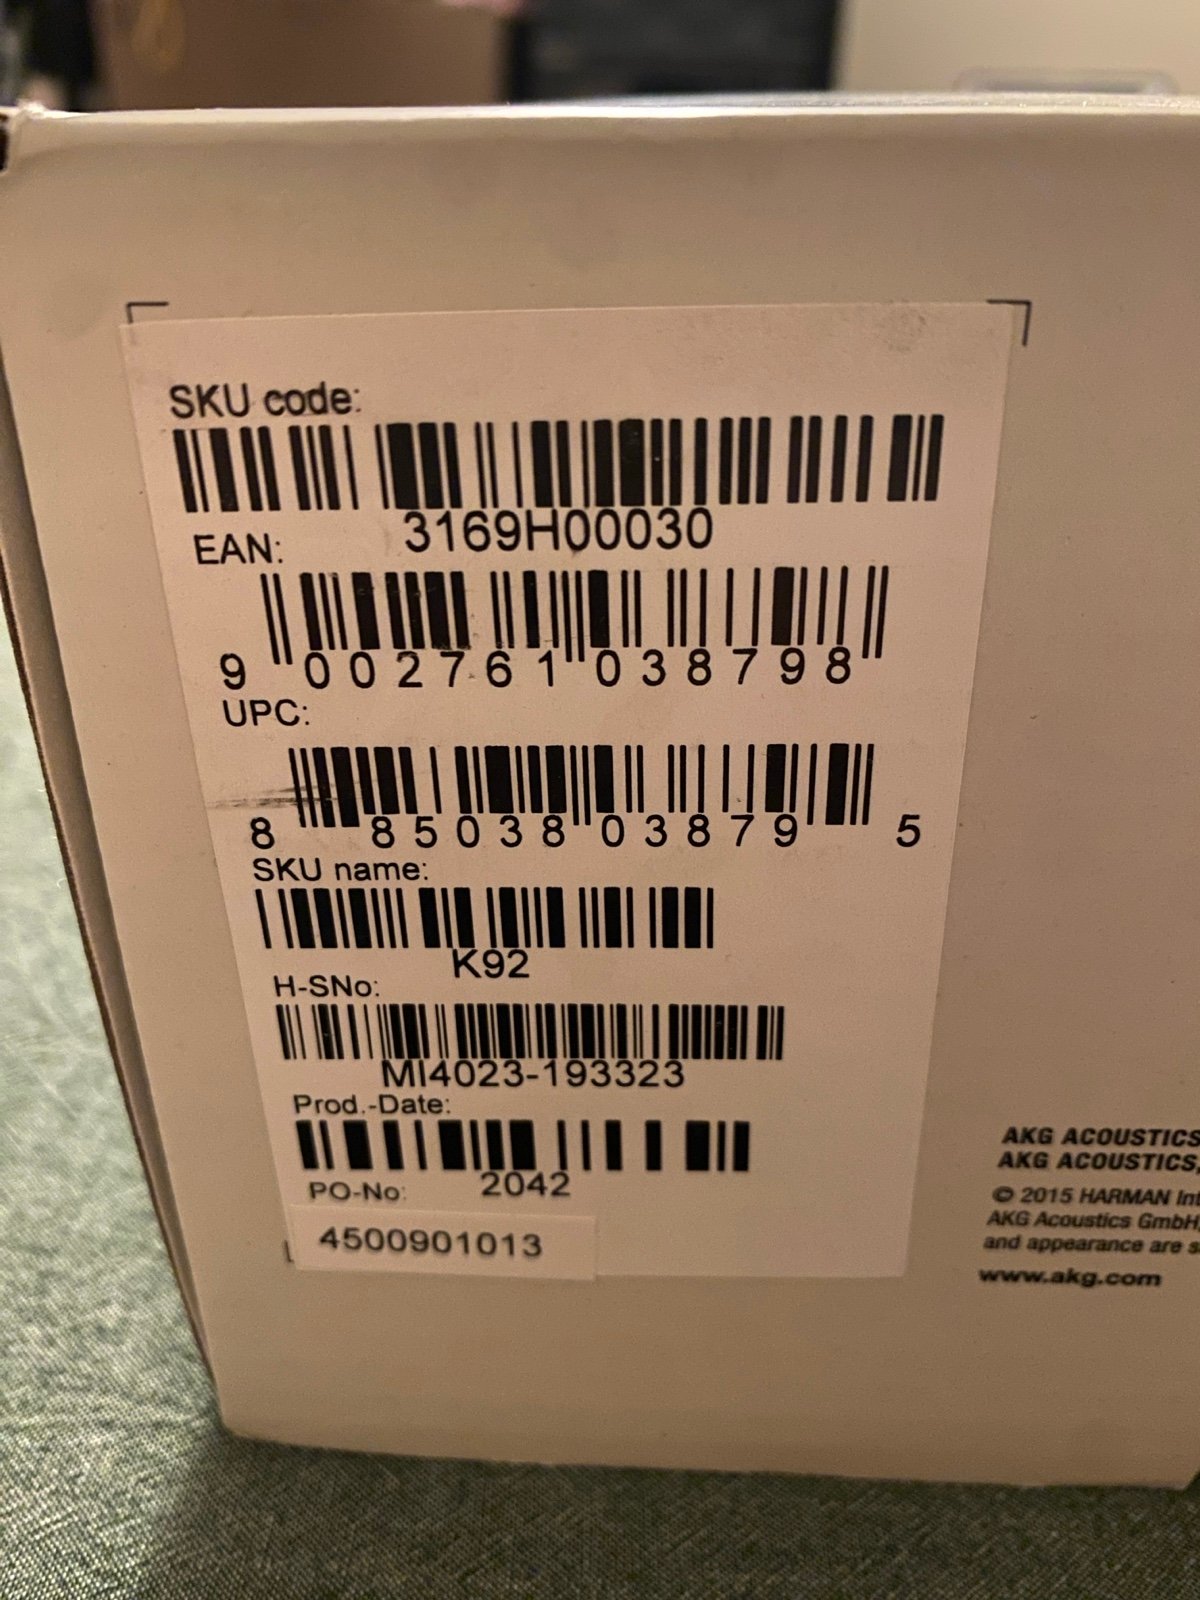 SKU code:
3169H00030
EAN:
9 002761 038798
UPC:
8 85038 03879 5
SKU name:
K92
H-SNo:
MI4023-193323
Prod.-Date:
2042
PO-No:
4500901013
AKG ACOUSTICS
AKG ACOUSTICS,
© 2015 HARMAN Int
AKG Acoustics GmbH,
and appearance are s
www.akg.com